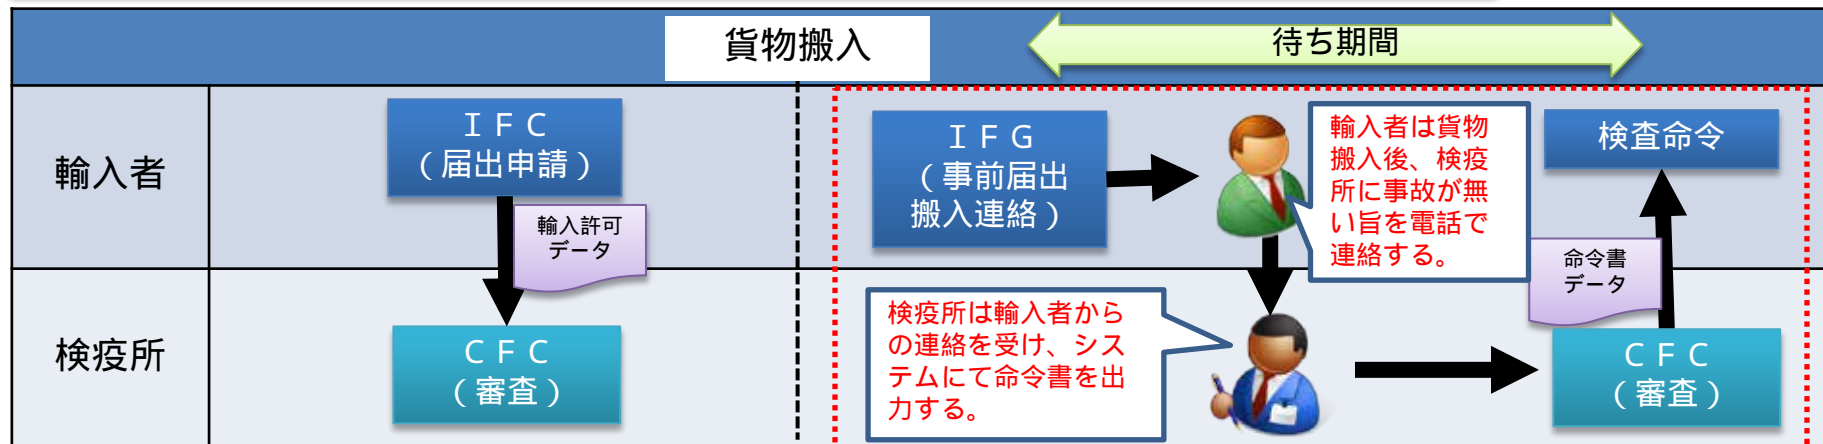 貨物搬入
待ち期間
輸入者
ＩＦＣ
（届出申請）
輸入許可
データ
ＩＦＧ
（事前届出
搬入連絡）
輸入者は貨物
搬入後、検疫
所に事故が無
い旨を電話で
連絡する。
検査命令
命令書
データ
検疫所
ＣＦＣ
（審査）
検疫所は輸入者から
の連絡を受け、シス
テムにて命令書を出
力する。
ＣＦＣ
（審査）